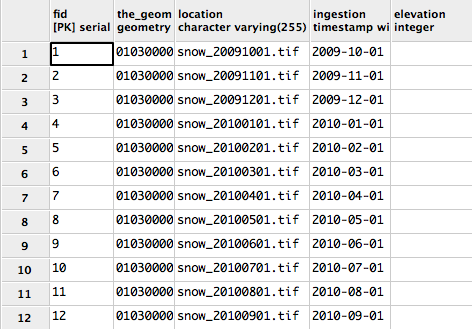 fid the_geom location ingestion elevation
[PK] serial geometry character varying(255) timestamp wi integer
1 1 01030000 snow_20091001.tif 2009-10-01
2 2 01030000 snow_20091101.tif 2009-11-01
3 3 01030000 snow_20091201.tif 2009-12-01
4 4 01030000 snow_20100101.tif 2010-01-01
5 5 01030000 snow_20100201.tif 2010-02-01
6 6 01030000 snow_20100301.tif 2010-03-01
7 7 01030000 snow_20100401.tif 2010-04-01
8 8 01030000 snow_20100501.tif 2010-05-01
9 9 01030000 snow_20100601.tif 2010-06-01
10 10 01030000 snow_20100701.tif 2010-07-01
11 11 01030000 snow_20100801.tif 2010-08-01
12 12 01030000 snow_20100901.tif 2010-09-01